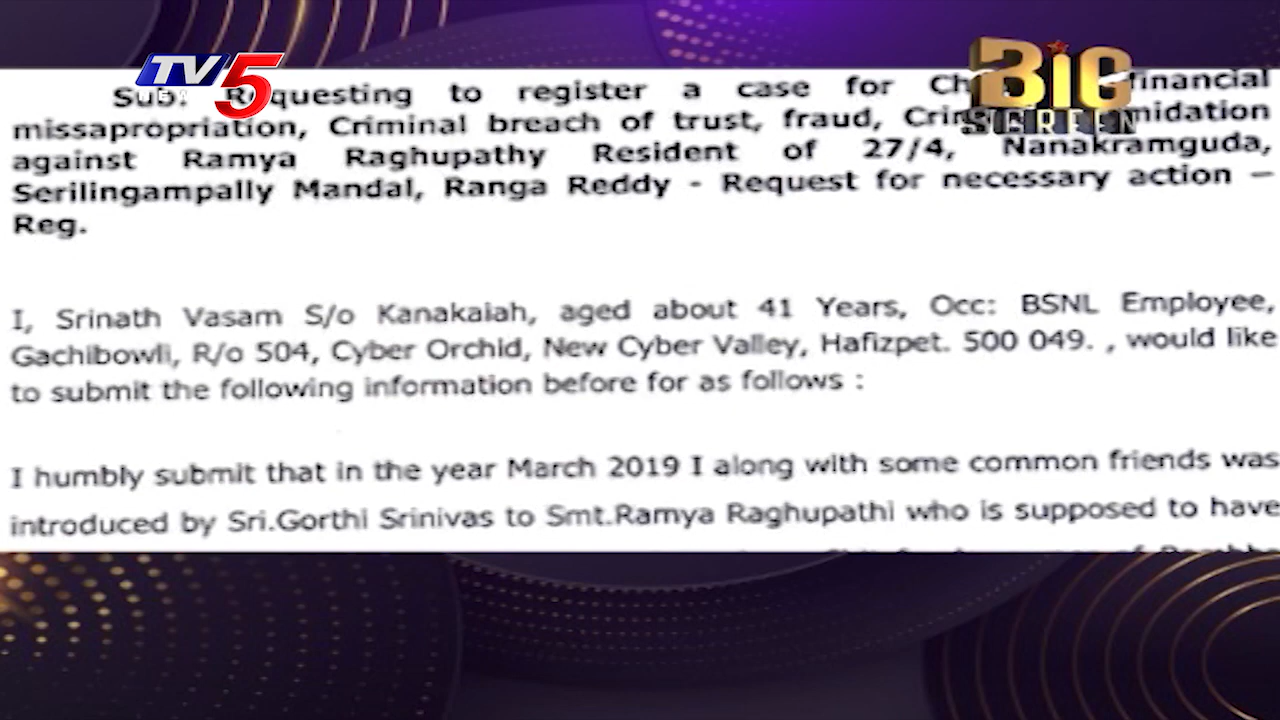 TV5
NEWS
BIG
SCREEN
Sub: Requesting to register a case for financial
missapropriation, Criminal breach of trust, fraud,
against Ramya Raghupathy Resident of 27/4, Nanakramguda,
Serilingampally Mandal, Ranga Reddy - Request for necessary action –
Reg.
I, Srinath Vasam S/o Kanakaiah, aged about 41 Years, Occ: BSNL Employee,
Gachibowli, R/o 504, Cyber Orchid, New Cyber Valley, Hafizpet. 500 049. , would like
to submit the following information before for as follows :
I humbly submit that in the year March 2019 I along with some common friends was
introduced by Sri.Gorthi Srinivas to Smt.Ramya Raghupathi who is supposed to have